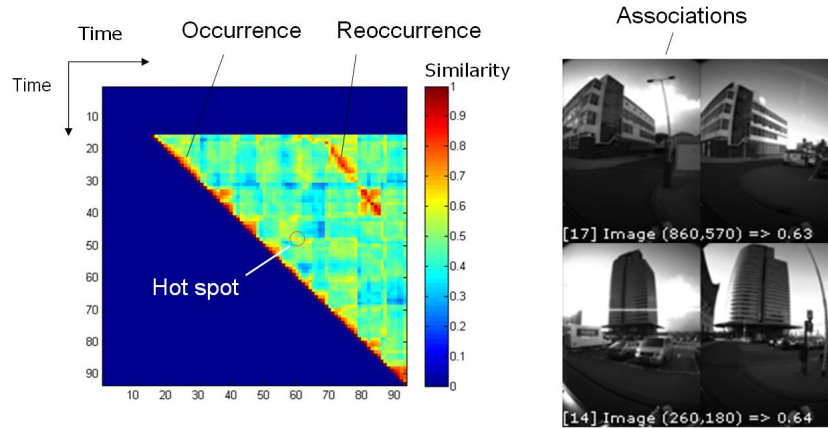 Time
Occurrence
Reoccurrence
Associations
Time
Similarity
10
20
30
40
50
60
70
80
90
10 20 30 40 50 60 70 80 90
Hot spot
1
0.9
0.8
0.7
0.6
0.5
0.4
0.3
0.2
0.1
0
[17] Image (860,570) => 0.63
[14] Image (260,180) => 0.64